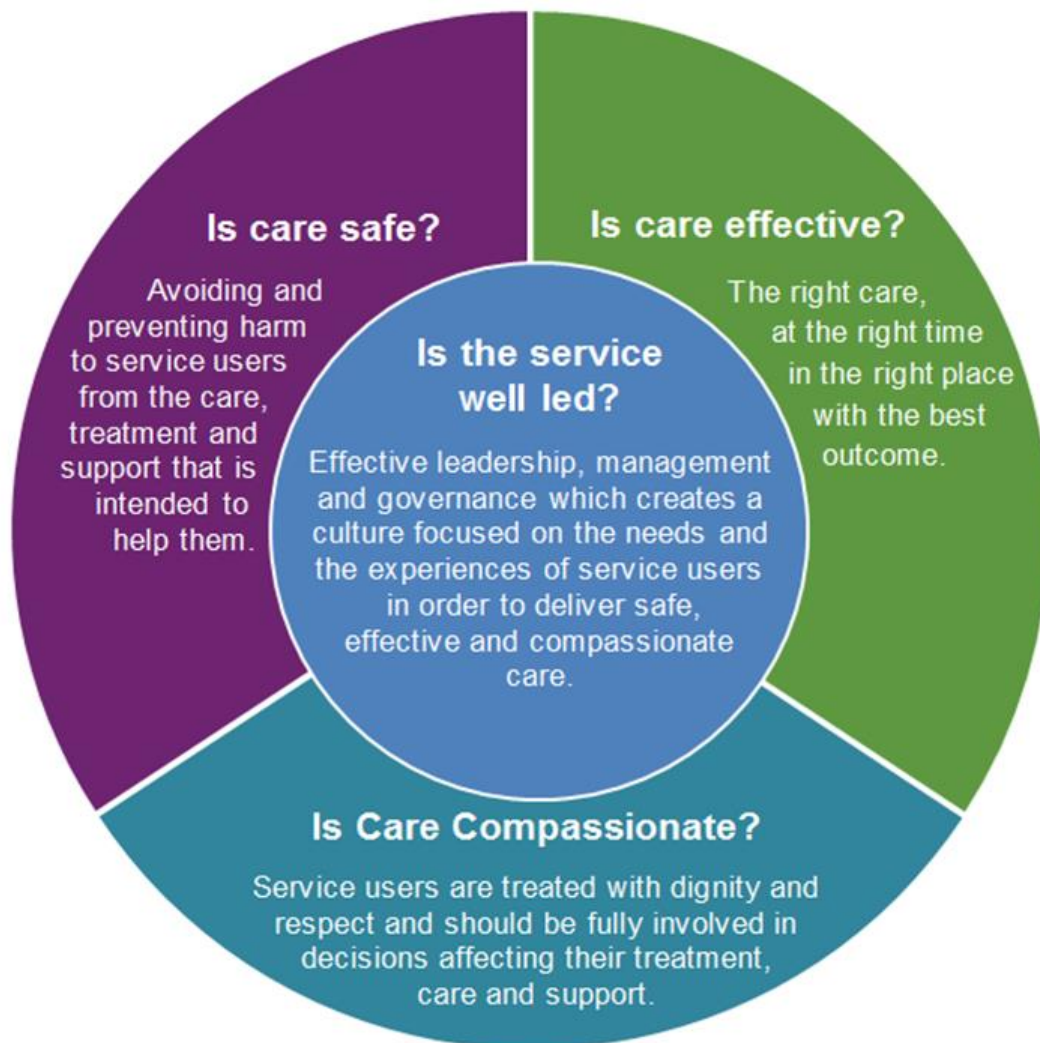 Is care safe?
Avoiding and
preventing harm
to service users
from the care,
treatment and
support that is
intended to
help them.
Is care effective?
The right care,
at the right time
in the right place
with the best
outcome.
Is the service
well led?
Effective leadership, management
and governance which creates a
culture focused on the needs and
the experiences of service users
in order to deliver safe,
effective and compassionate
care.
Is Care Compassionate?
Service users are treated with dignity and
respect and should be fully involved in
decisions affecting their treatment,
care and support.